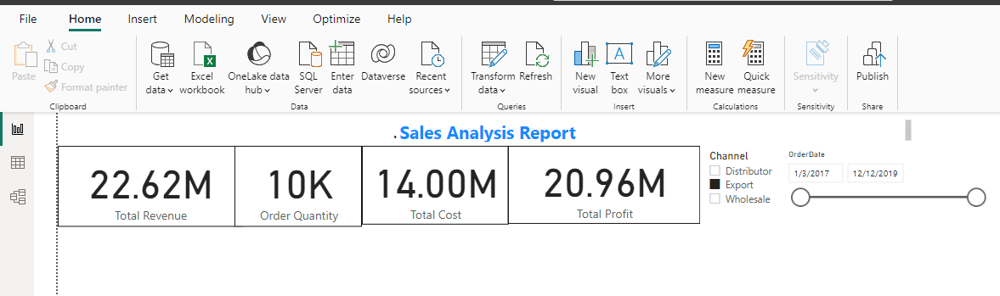 File Home Insert Modeling View Optimize Help
Paste
Cut
Copy
Format painter
Clipboard
Get data
Excel workbook
OneLake data hub
SQL Server
Enter data
Dataverse
Recent sources
Data
Transform data
Refresh
Queries
New visual
Text box
More visuals
Insert
New measure
Quick measure
Calculations
Sensitivity
Sensitivity
Publish
Share
. Sales Analysis Report
22.62M
Total Revenue
10K
Order Quantity
14.00M
Total Cost
20.96M
Total Profit
Channel
Distributor
Export
Wholesale
OrderDate
1/3/2017
12/12/2019